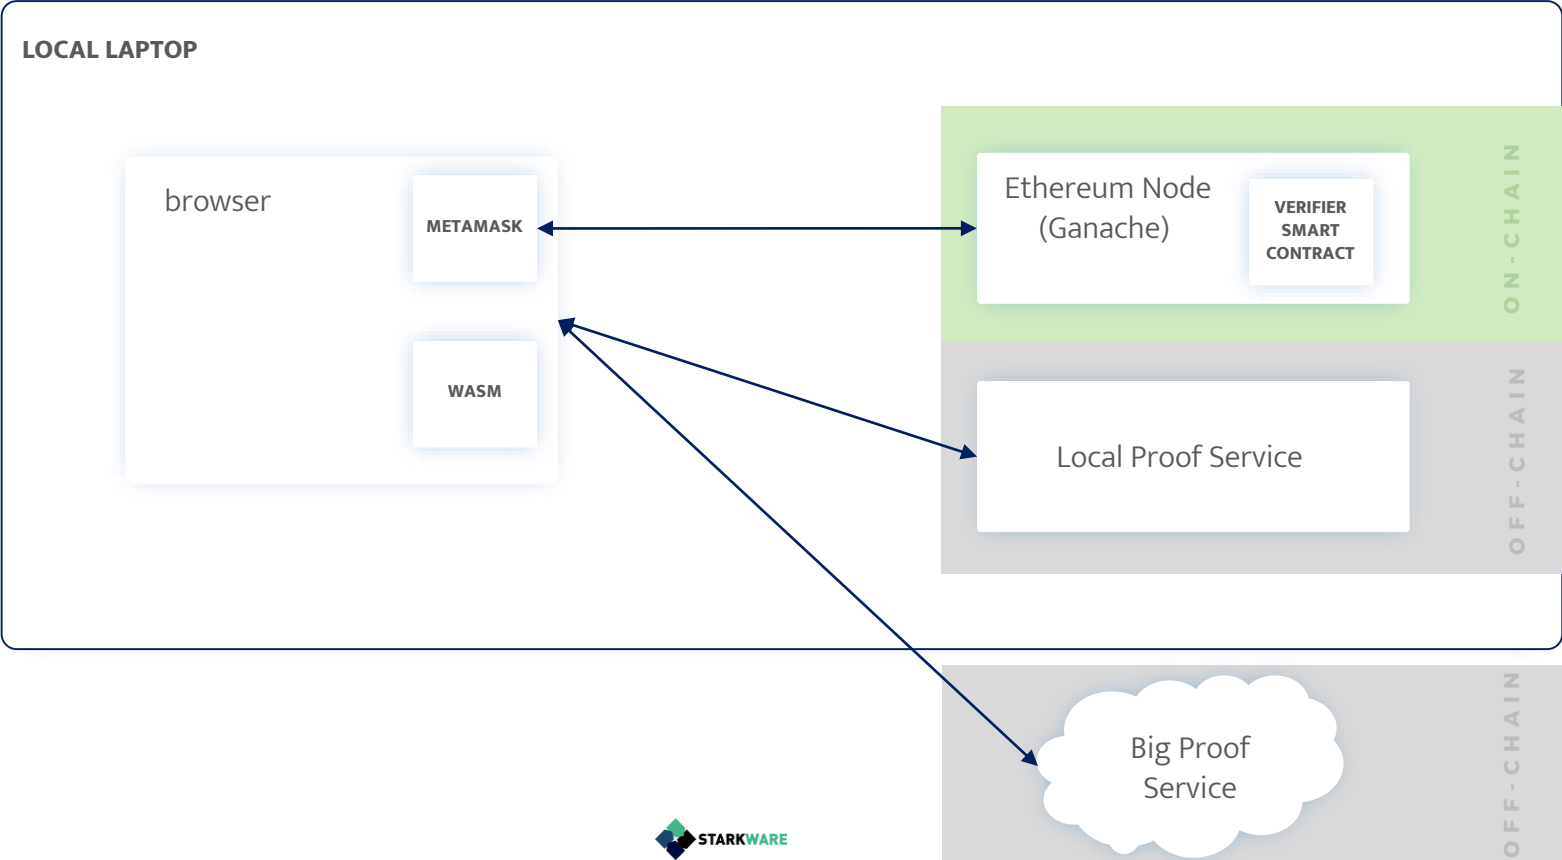 LOCAL LAPTOP
browser
METAMASK
WASM
Ethereum Node
(Ganache)
VERIFIER
SMART
CONTRACT
ON-CHAIN
Local Proof Service
OFF-CHAIN
Big Proof
Service
OFF-CHAIN
STARKWARE